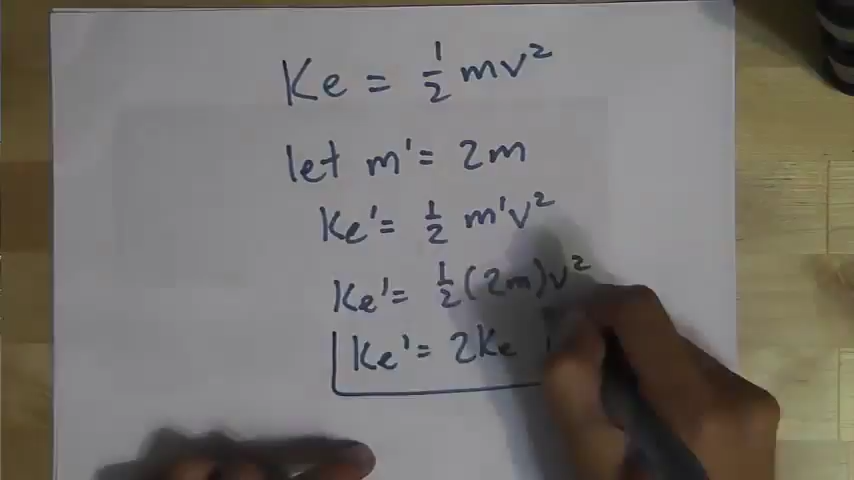 Ke = 1/2 mv²
let m' = 2m
Ke' = 1/2 m'v²
Ke' = 1/2 (2m)v²
Ke' = 2Ke